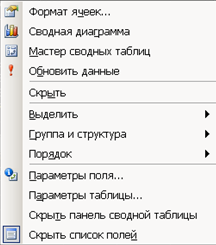 Формат ячеек...
Сводная диаграмма
Мастер сводных таблиц
Обновить данные
Скрыть
Выделить
Группа и структура
Порядок
Параметры поля...
Параметры таблицы...
Скрыть панель сводной таблицы
Скрыть список полей